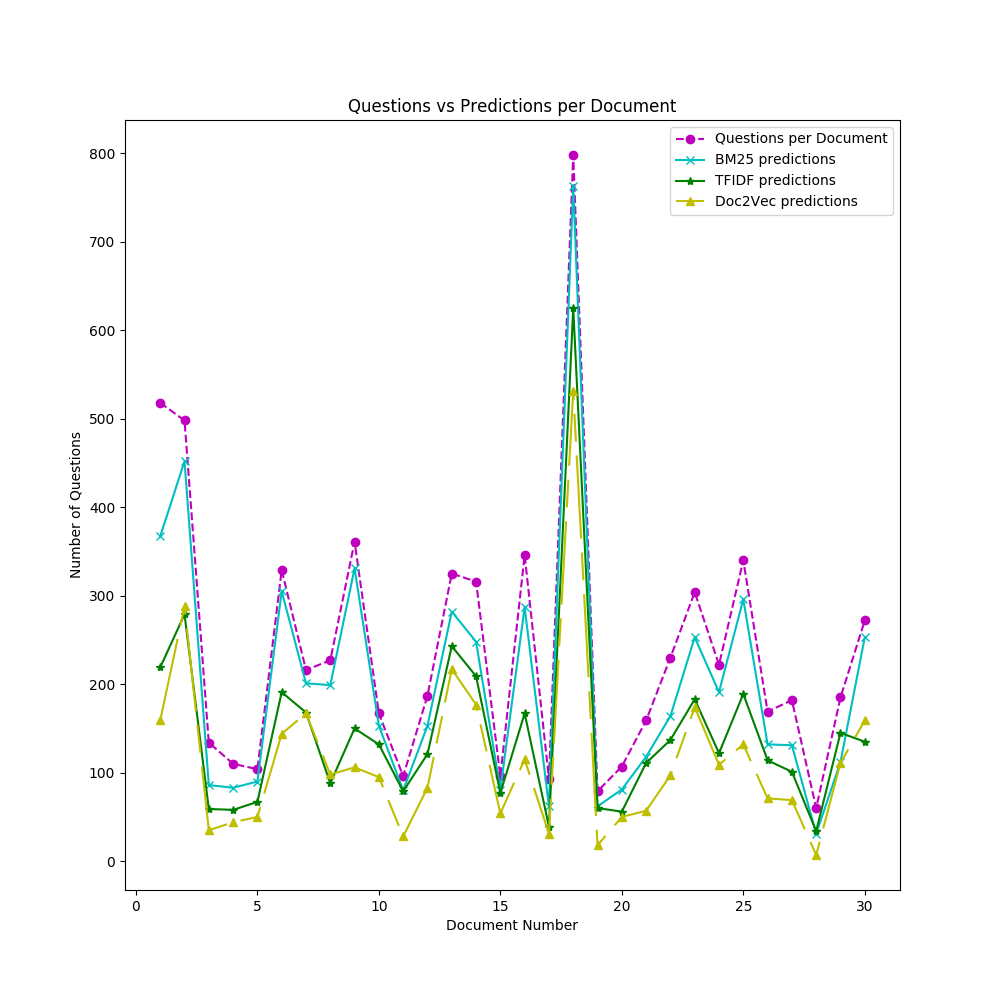 Questions vs Predictions per Document
Questions per Document
BM25 predictions
TFIDF predictions
Doc2Vec predictions
800
700
600
500
400
300
200
100
0
Number of Questions
0 5 10 15 20 25 30
Document Number